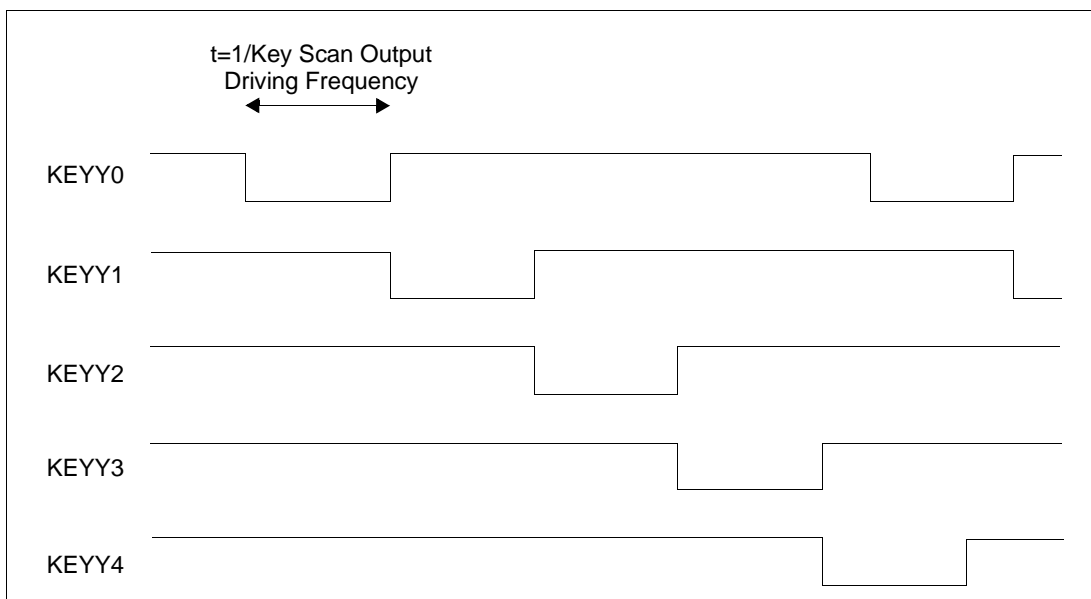 t=1/Key Scan Output
Driving Frequency
KEYY0
KEYY1
KEYY2
KEYY3
KEYY4